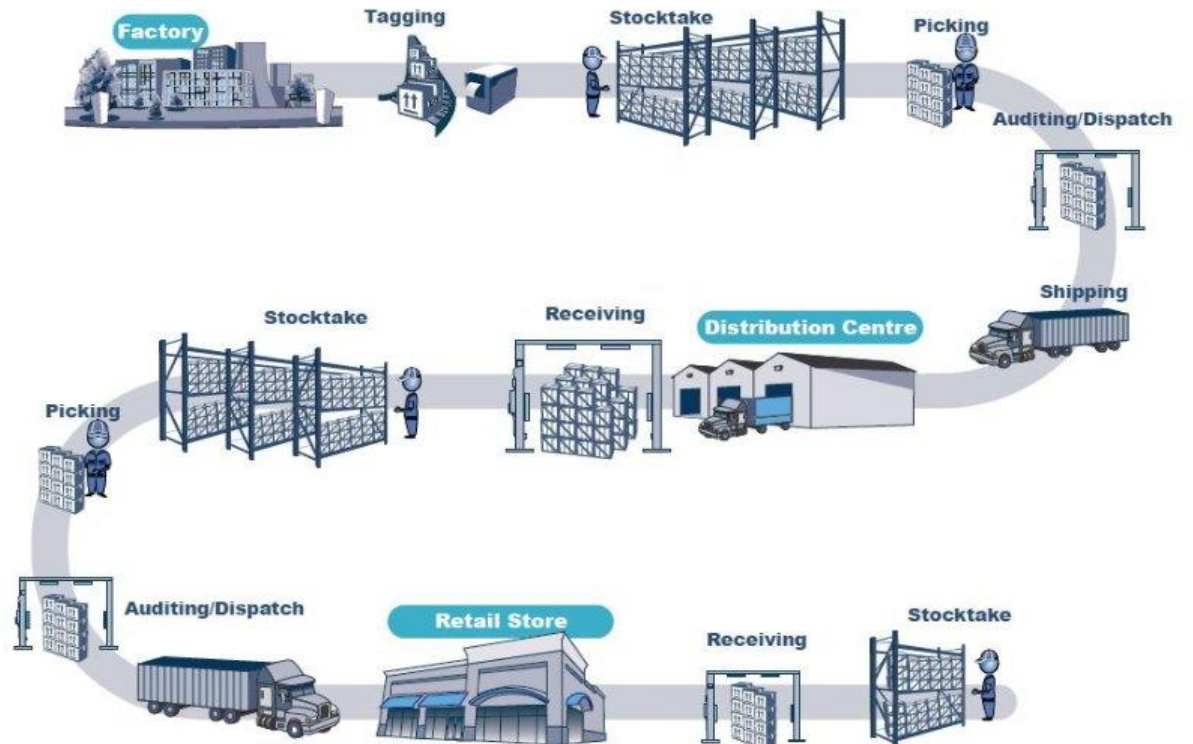 Factory
Tagging
Stocktake
Picking
Auditing/Dispatch
Shipping
Distribution Centre
Receiving
Stocktake
Picking
Auditing/Dispatch
Retail Store
Receiving
Stocktake